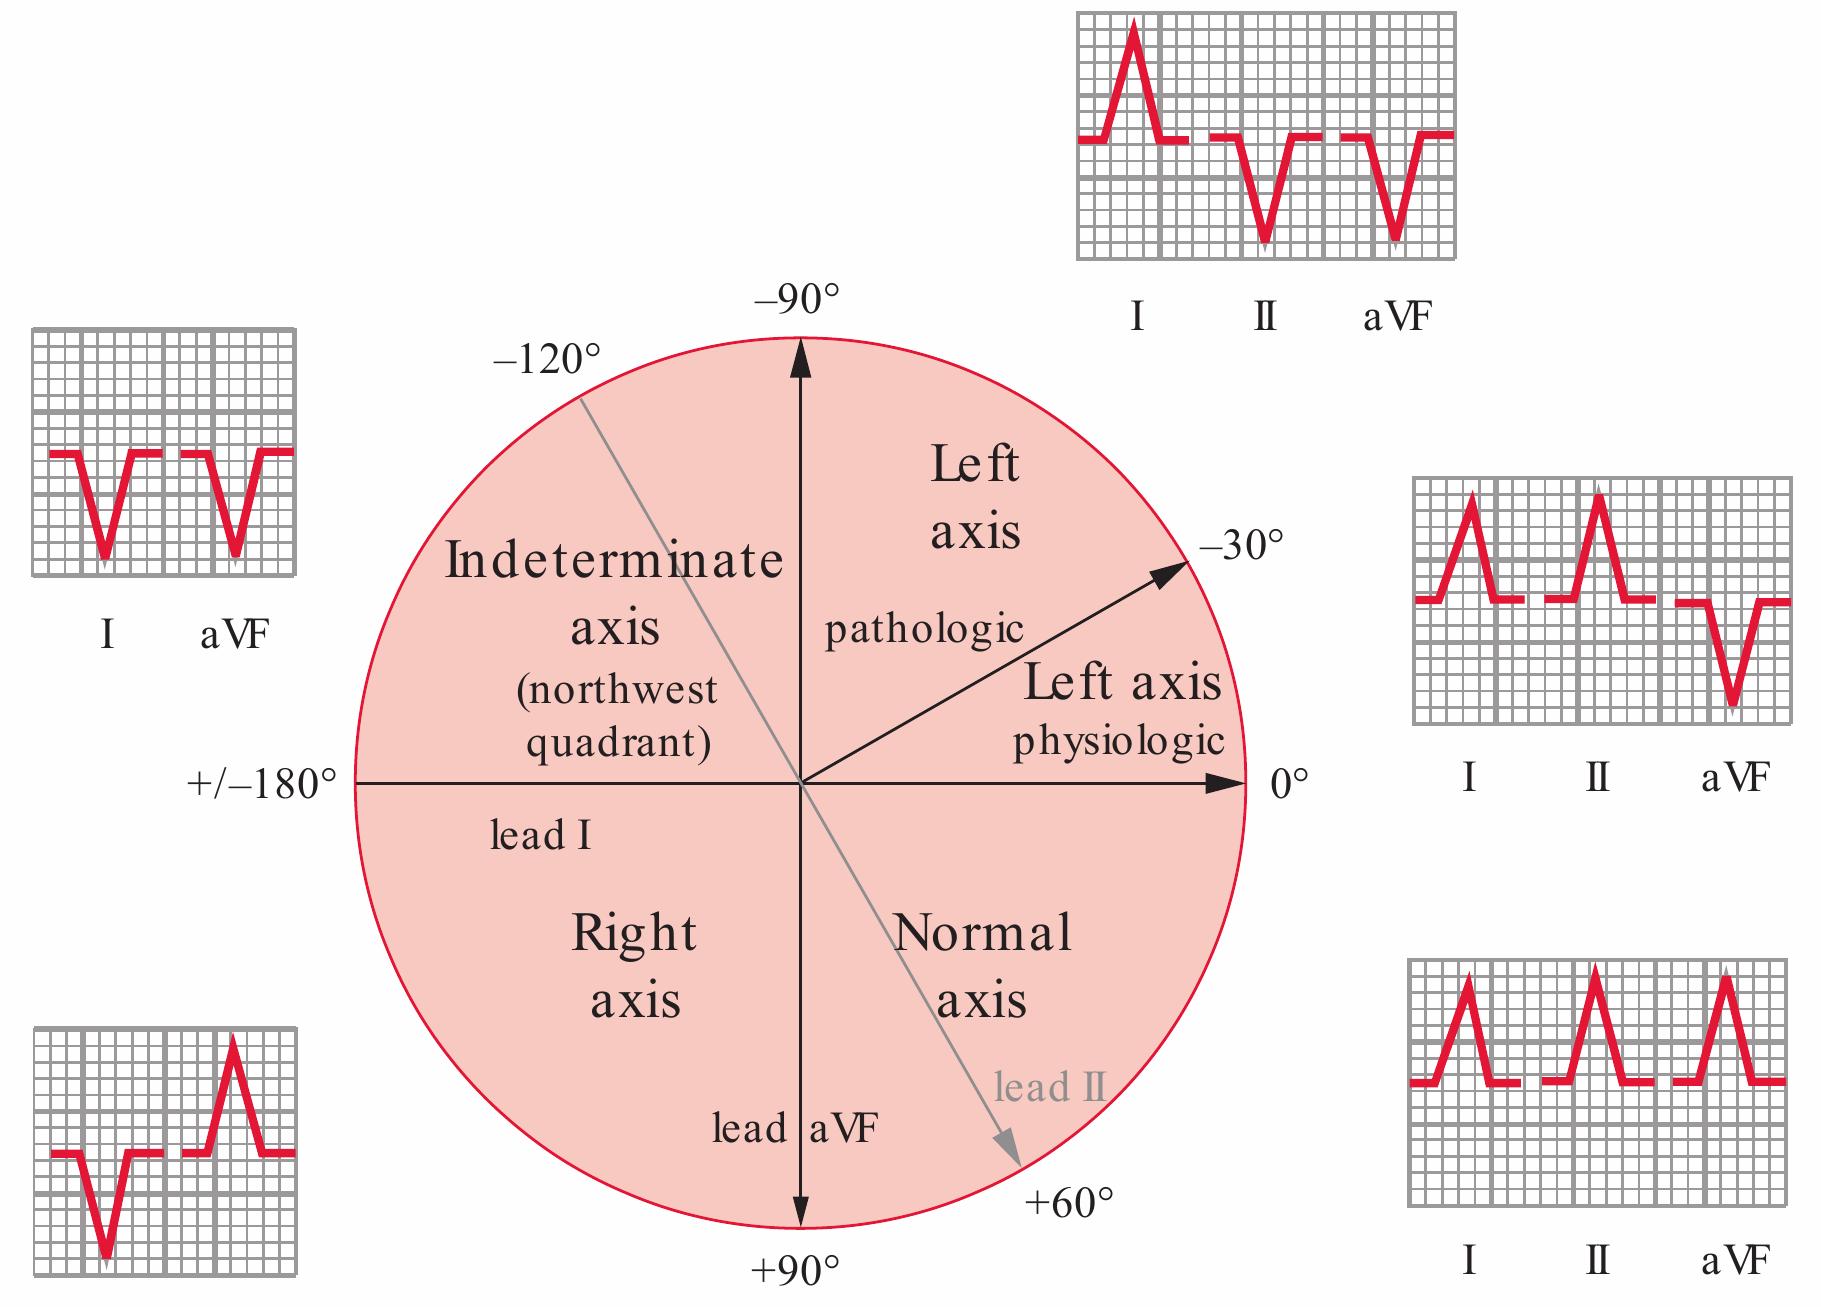 I II aVF
–90°
–120°
Left
axis
–30°
Indeterminate
axis
(northwest
quadrant)
pathologic
Left axis
physiologic
I aVF
I II aVF
+/–180°
0°
lead I
Right
axis
Normal
axis
lead II
lead aVF
+60°
+90°
I II aVF